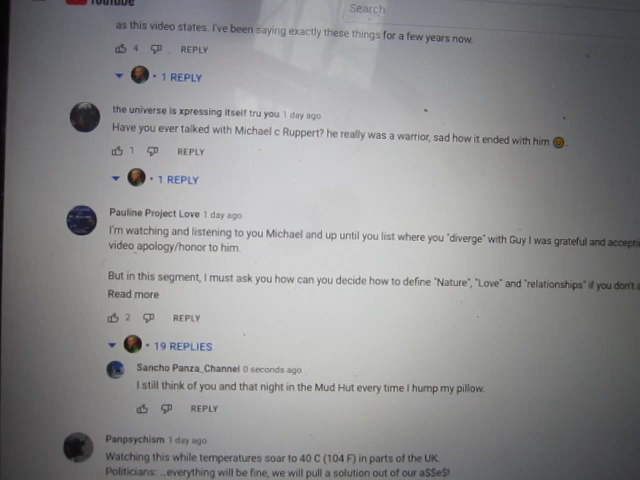 YouTube
Search
as this video states. I've been saying exactly these things for a few years now.
4 REPLY
1 REPLY
the universe is xpressing itself tru you 1 day ago
Have you ever talked with Michael c Ruppert? he really was a warrior, sad how it ended with him
1 REPLY
1 REPLY
Pauline Project Love 1 day ago
I'm watching and listening to you Michael and up until you list where you "diverge" with Guy I was grateful and
video apology/honor to him.
But in this segment, I must ask you how can you decide how to define "Nature", "Love" and "relationships" if you don't
Read more
2 REPLY
19 REPLIES
Sancho Panza_Channel 0 seconds ago
I still think of you and that night in the Mud Hut every time I hump my pillow.
REPLY
Panpsychism 1 day ago
Watching this while temperatures soar to 40 C (104 F) in parts of the UK.
Politicians: ...everything will be fine, we will pull a solution out of our a$$e$!